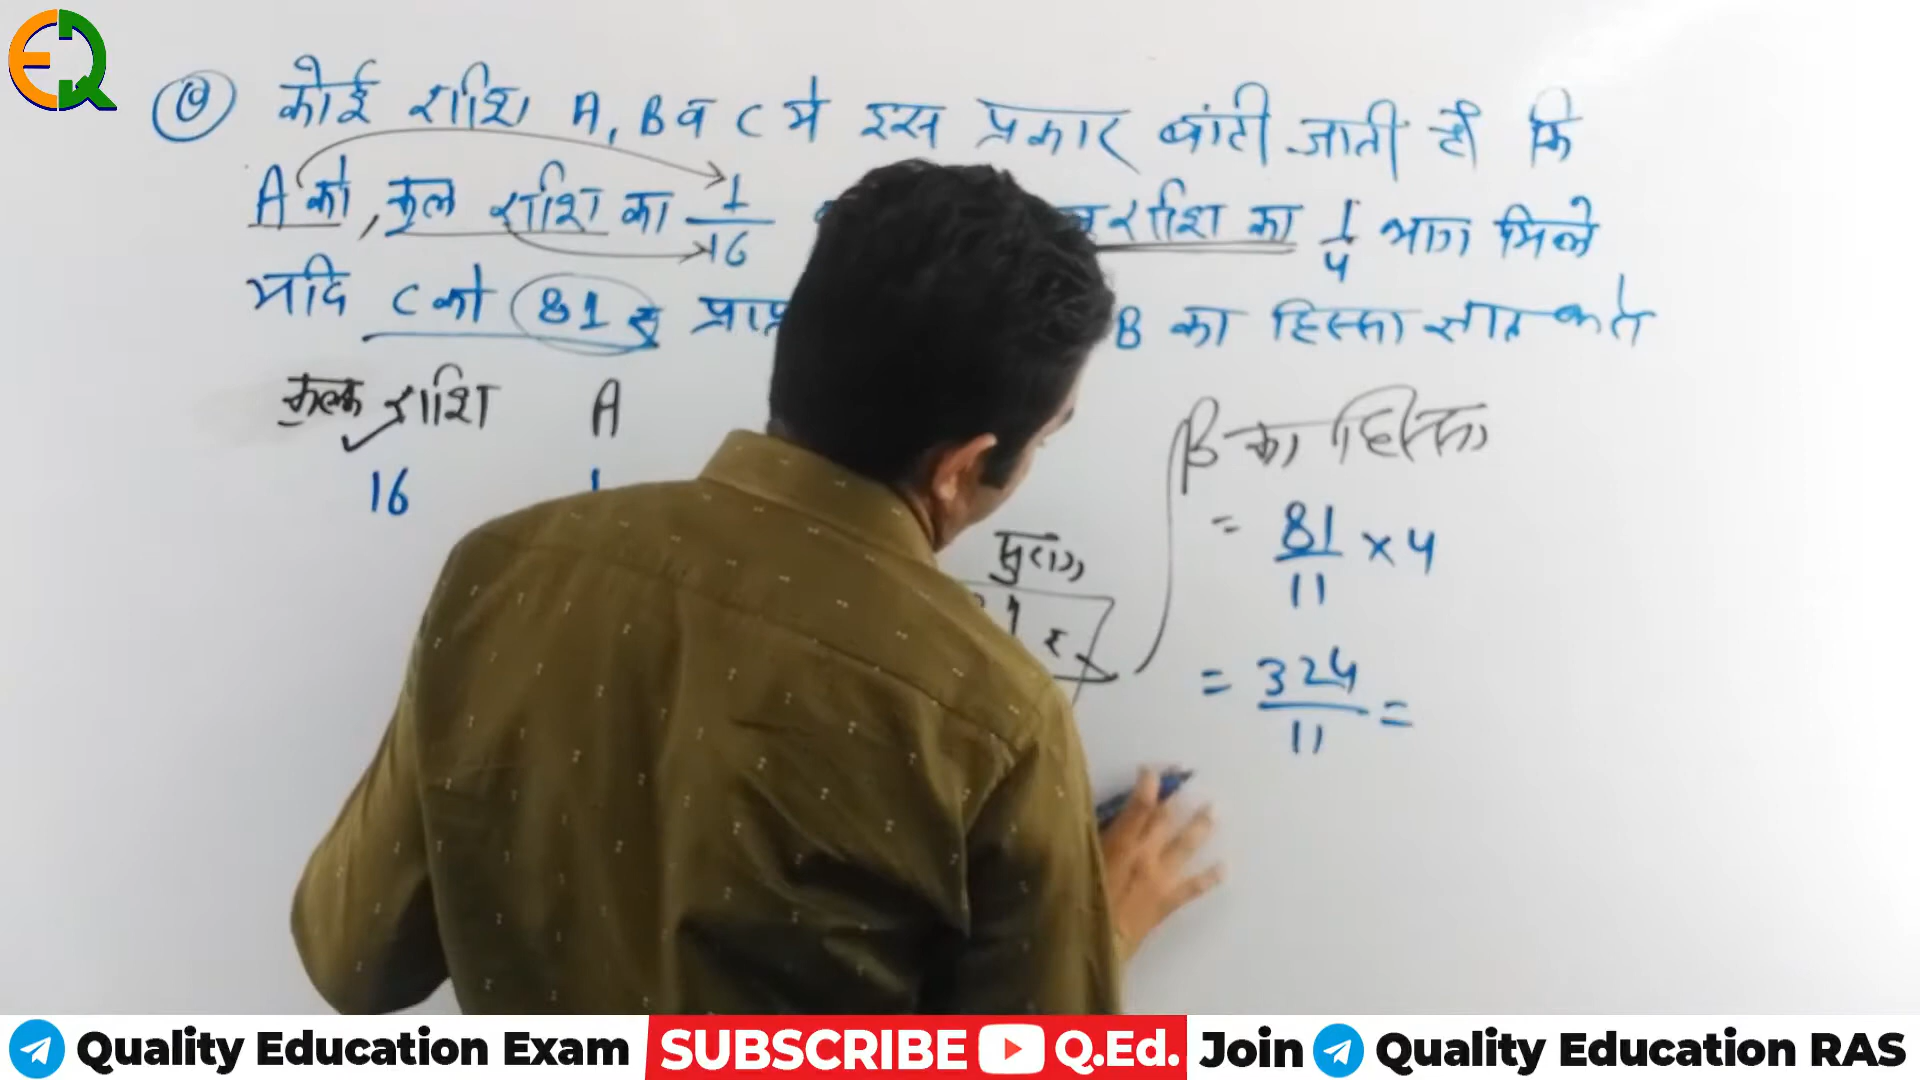 EQ
कोई राशि A, B व C मे इस प्रकार बांटी जाती है कि
A को, कुल राशि का 1/16 राशि का 1/4 भाग मिले
यदि C को 81 रु B का हिस्सा ज्ञात करो
कुल राशि A
16 1
B का हिस्सा
= 81/11 × 4
= 324/11 =
Quality Education Exam SUBSCRIBE Q.Ed. Join Quality Education RAS